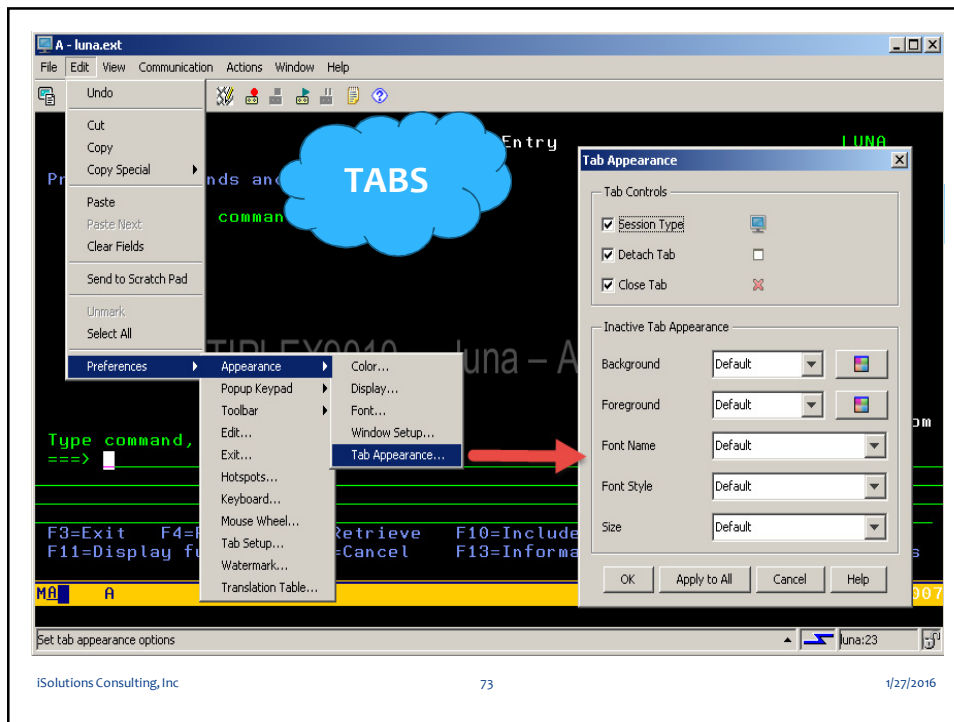 A - luna.ext
File Edit View Communication Actions Window Help
Undo
Cut
Copy
Copy Special
Paste
Paste Next
Clear Fields
Send to Scratch Pad
Unmark
Select All
Preferences
Appearance
Popup Keypad
Toolbar
Edit...
Exit...
Hotspots...
Keyboard...
Mouse Wheel...
Tab Setup...
Watermark...
Translation Table...
Color...
Display...
Font...
Window Setup...
Tab Appearance...
TABS
Entry
LUNA
Pr nds an
comman
luna – A
Type command,
===>
F3=Exit F4= Retrieve F10=Include
F11=Display fu =Cancel F13=Informa s
MA A 007
Tab Appearance
Tab Controls
Session Type
Detach Tab
Close Tab
Inactive Tab Appearance
Background Default
Foreground Default
Font Name Default
Font Style Default
Size Default
OK Apply to All Cancel Help
om
Set tab appearance options luna:23
iSolutions Consulting, Inc 73 1/27/2016